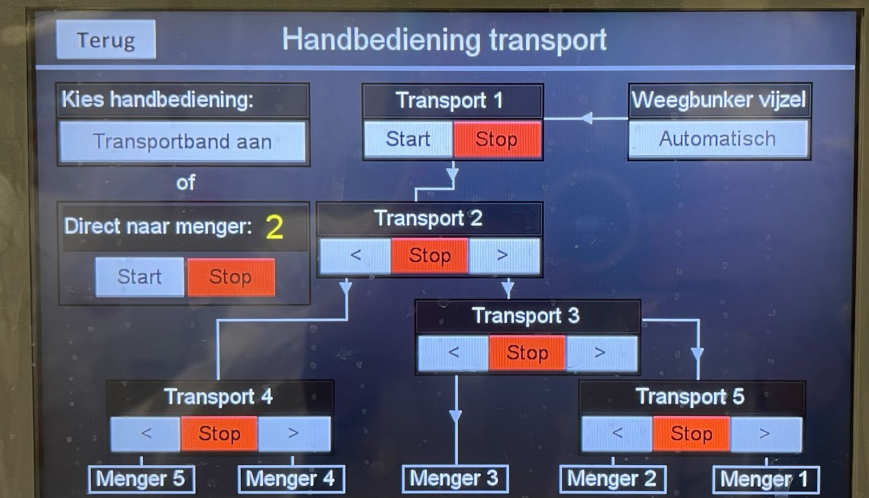 Terug
Handbediening transport
Kies handbediening:
Transportband aan
of
Direct naar menger: 2
Start Stop
Transport 1
Start Stop
Weegbunker vijzel
Automatisch
Transport 2
< Stop >
Transport 3
< Stop >
Transport 4
< Stop >
Transport 5
< Stop >
Menger 5
Menger 4
Menger 3
Menger 2
Menger 1